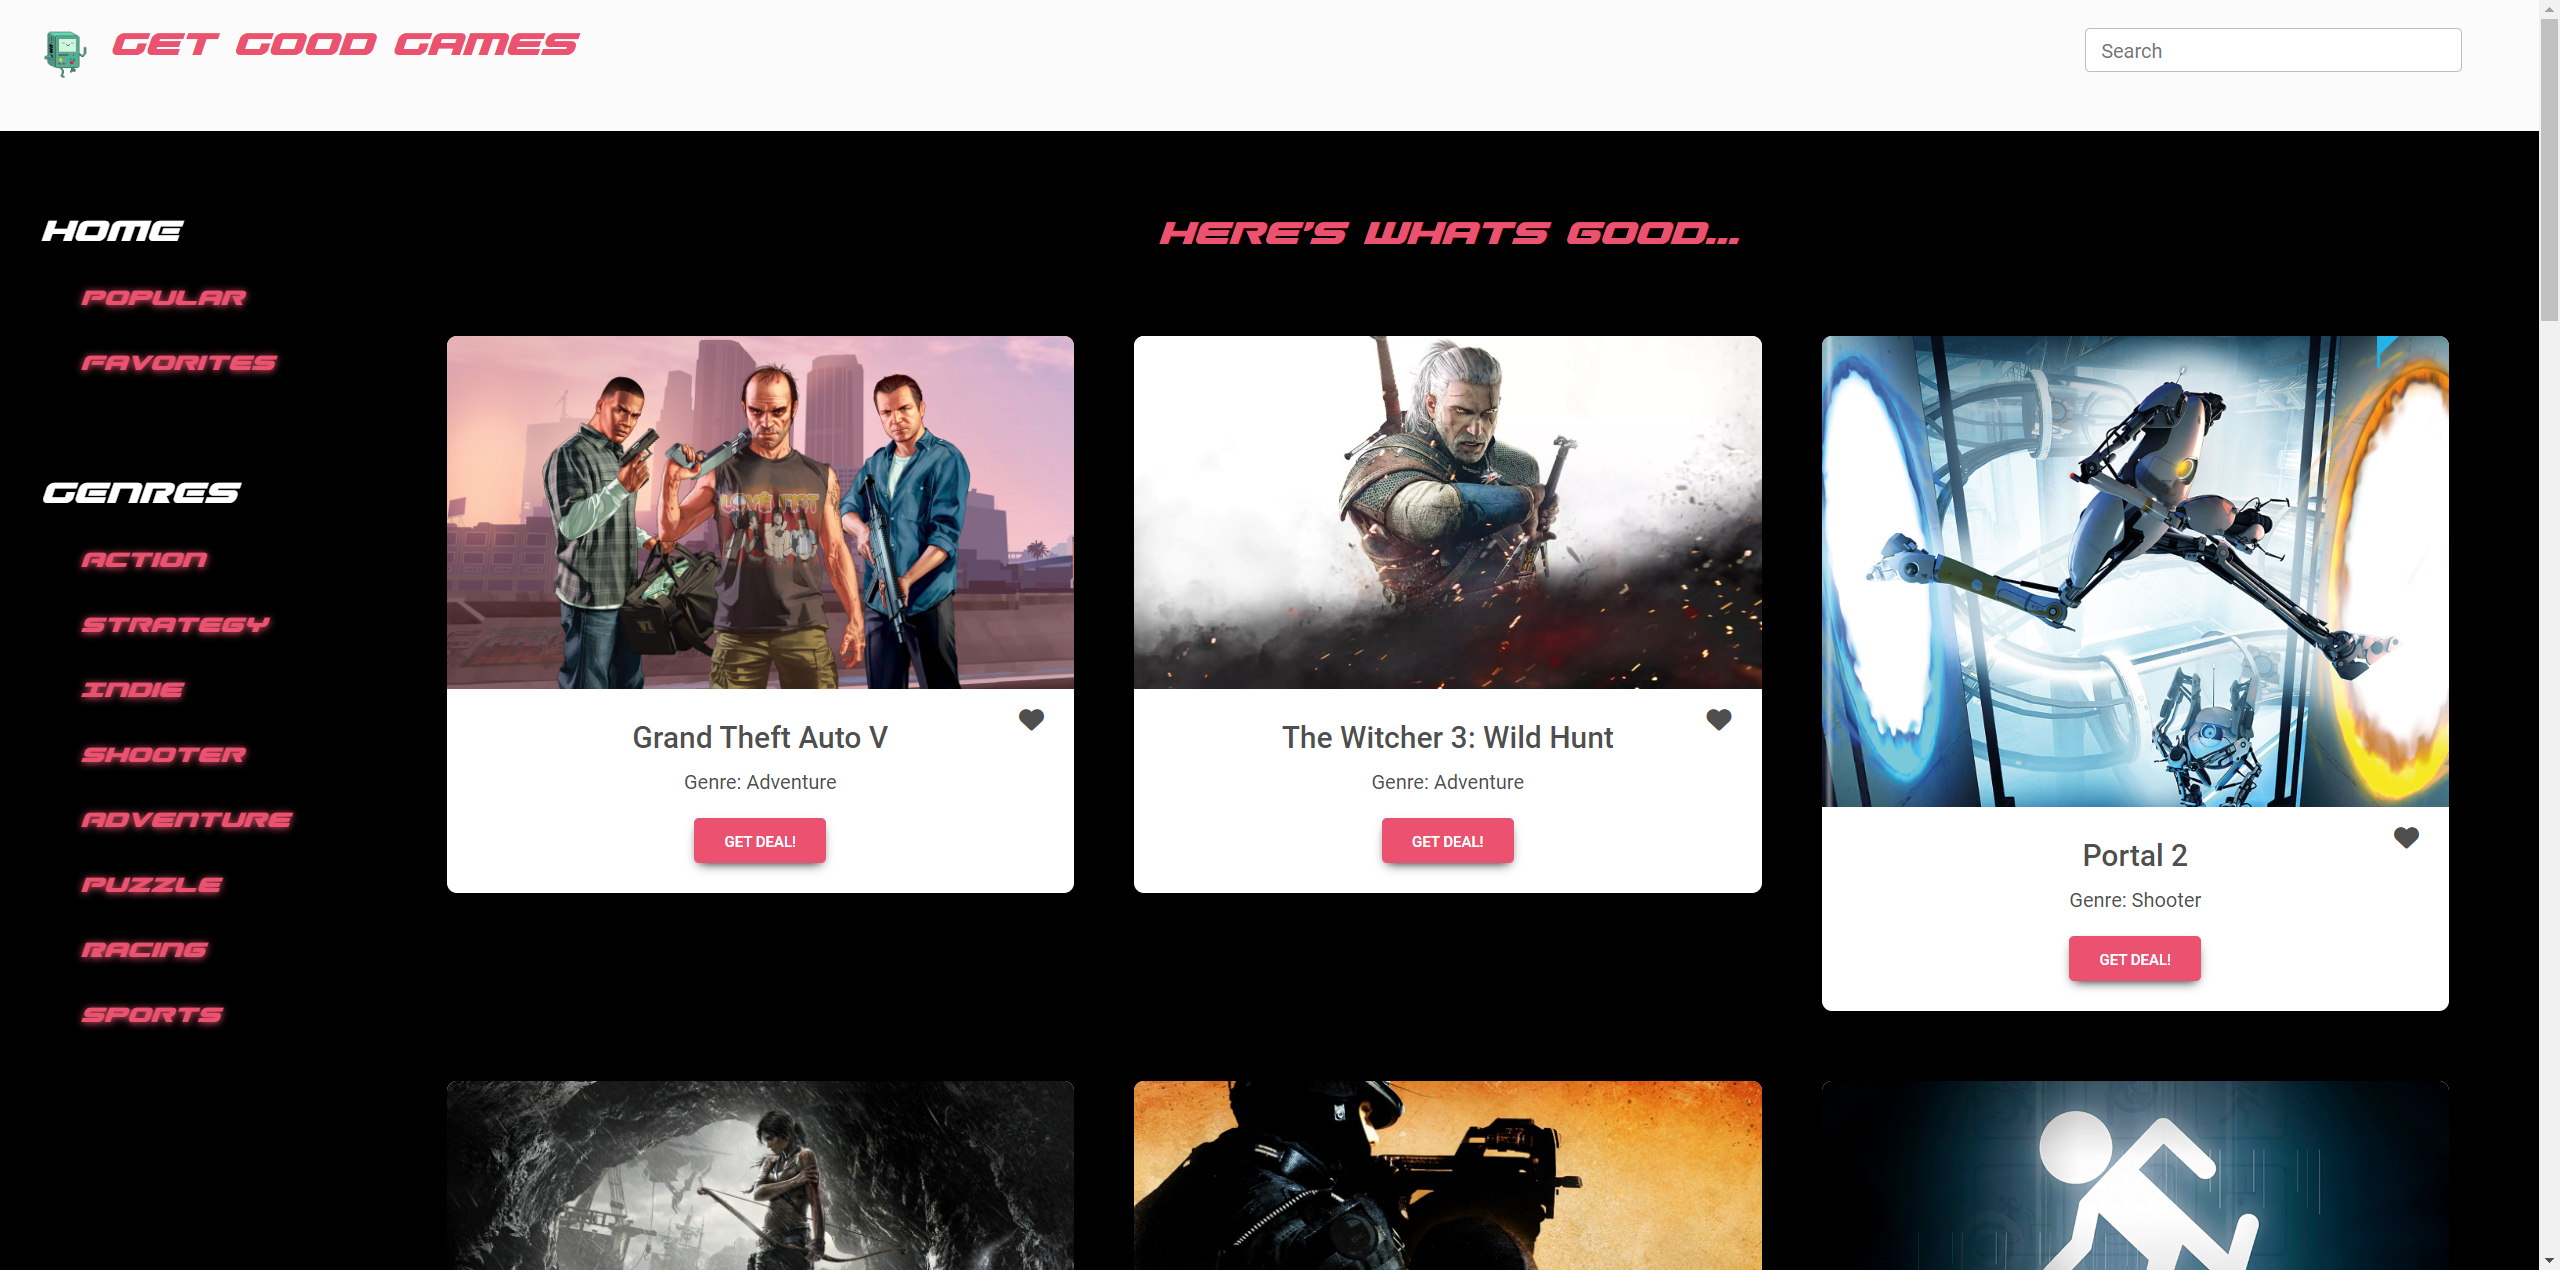 GET GOOD GAMES
Search
HOME
POPULAR
FAVORITES
GENRES
ACTION
STRATEGY
INDIE
SHOOTER
ADVENTURE
PUZZLE
RACING
SPORTS
HERE'S WHATS GOOD...
LOVE FIST
Grand Theft Auto V
Genre: Adventure
GET DEAL!
The Witcher 3: Wild Hunt
Genre: Adventure
GET DEAL!
Portal 2
Genre: Shooter
GET DEAL!